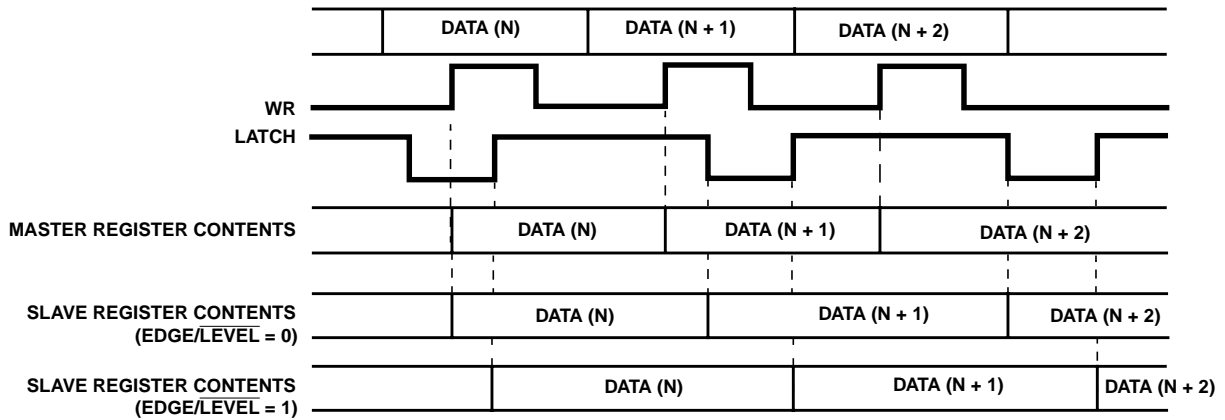 DATA (N) DATA (N + 1) DATA (N + 2)
WR
LATCH
MASTER REGISTER CONTENTS DATA (N) DATA (N + 1) DATA (N + 2)
SLAVE REGISTER CONTENTS
(EDGE/LEVEL = 0) DATA (N) DATA (N + 1) DATA (N + 2)
SLAVE REGISTER CONTENTS
(EDGE/LEVEL = 1) DATA (N) DATA (N + 1) DATA (N + 2)